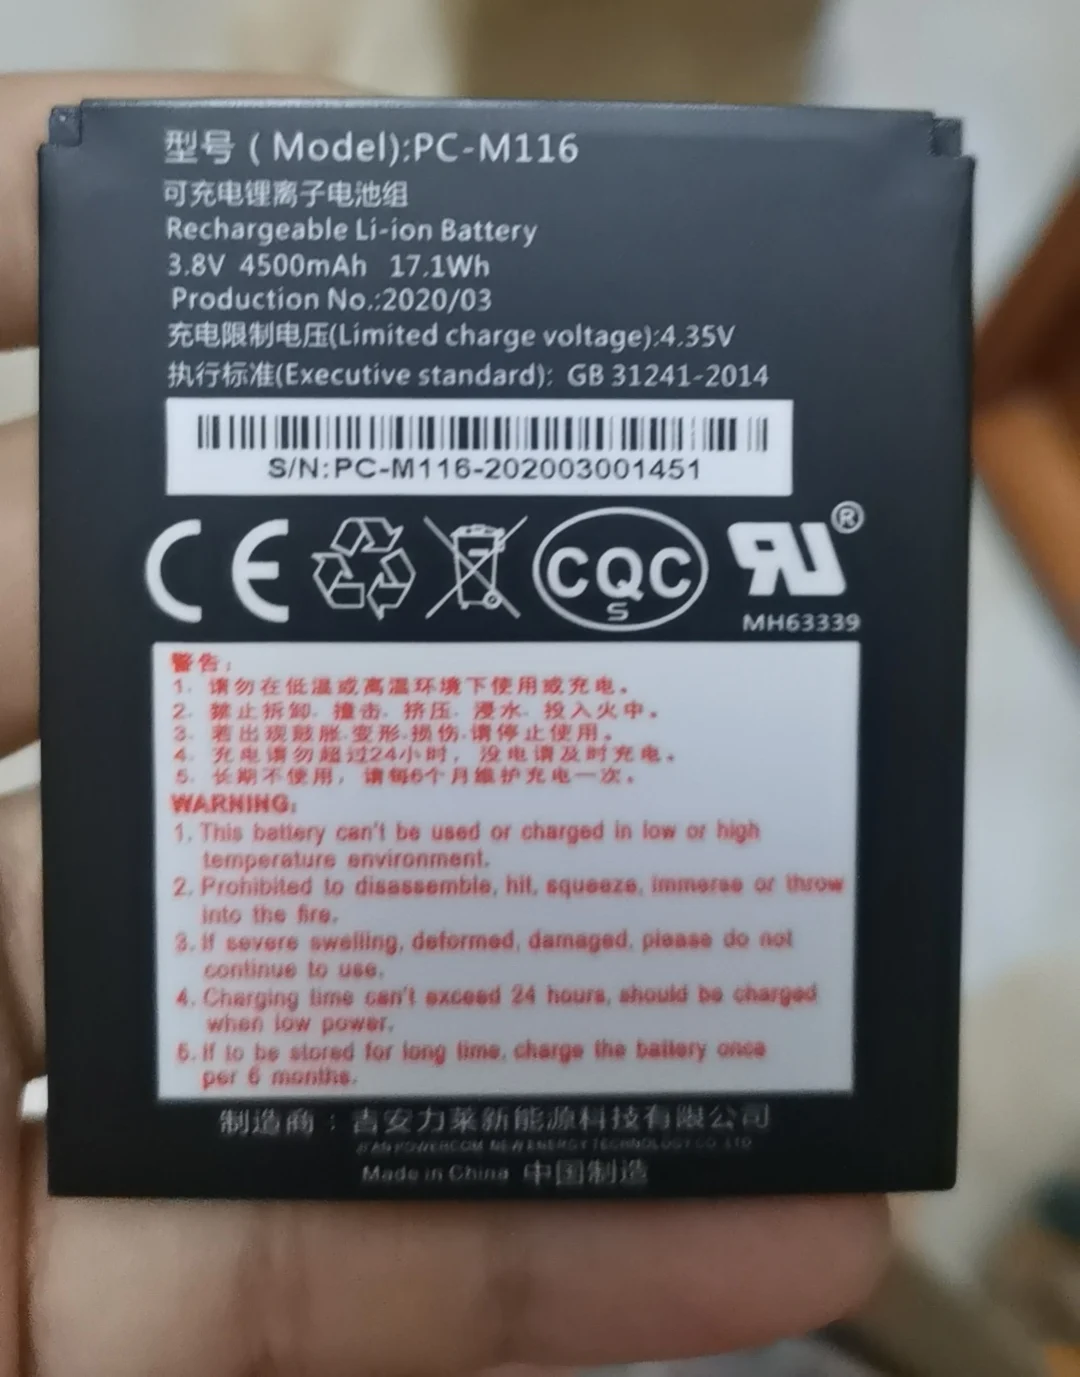 型号 ( Model):PC-M116
可充电锂离子电池组
Rechargeable Li-ion Battery
3.8V 4500mAh 17.1Wh
Production No.:2020/03
充电限制电压(Limited charge voltage):4.35V
执行标准(Executive standard): GB 31241-2014
S/N:PC-M116-202003001451
CE
CQC
S
RU®
MH63339
警告:
1. 请勿在低温或高温环境下使用或充电。
2. 禁止拆卸. 撞击. 挤压. 浸水. 投入火中。
3. 若出现鼓胀.变形.损伤.请停止使用。
4. 充电请勿超过24小时, 没电请及时充电。
5. 长期不使用, 请每6个月维护充电一次。
WARNING:
1. This battery can't be used or charged in low or high
temperature environment.
2. Prohibited to disassemble, hit, squeeze, immerse or throw
into the fire.
3. If severe swelling, deformed, damaged, please do not
continue to use.
4. Charging time can't exceed 24 hours, should be charged
when low power.
5. If to be stored for long time, charge the battery once
per 6 months.
制造商: 吉安力莱新能源科技有限公司
JI'AN POWERCOM NEW ENERGY TECHNOLOGY CO. LTD
Made in China 中国制造